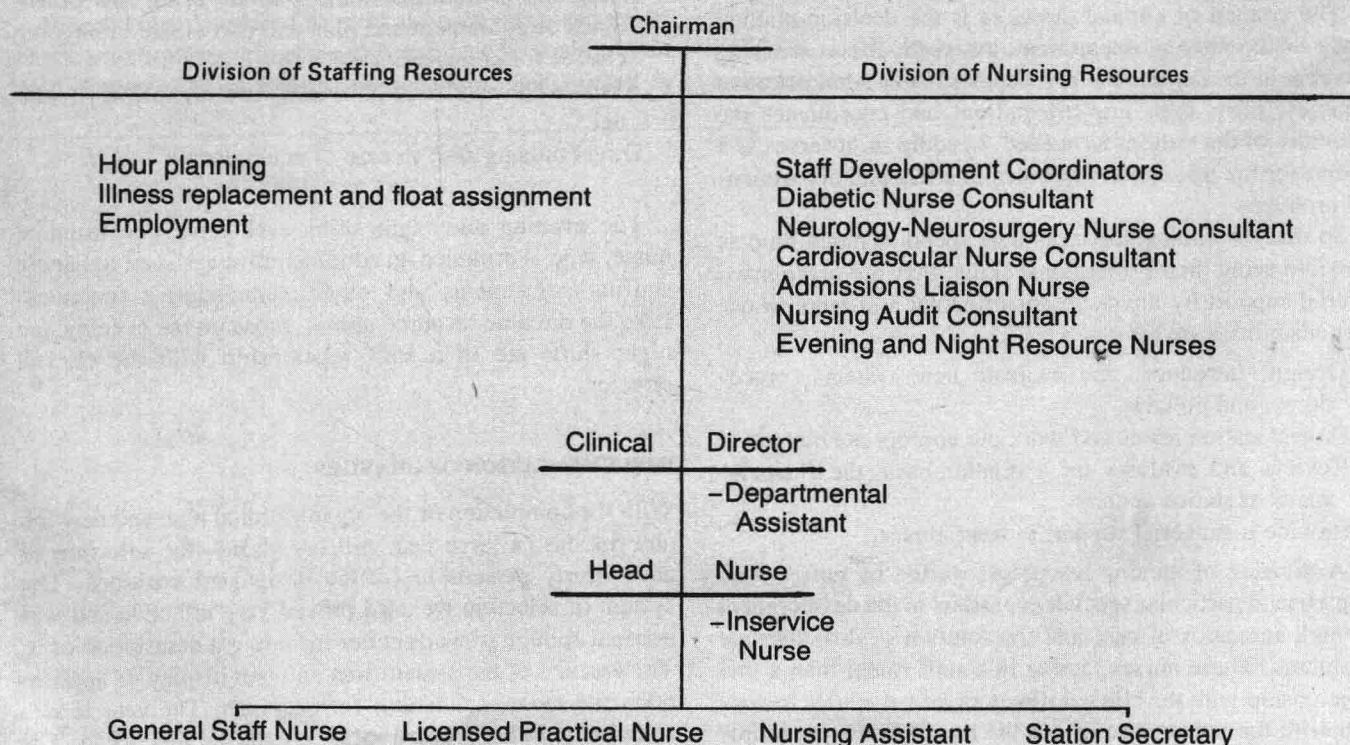 Chairman
Division of Staffing Resources
Division of Nursing Resources
Hour planning
Illness replacement and float assignment
Employment
Staff Development Coordinators
Diabetic Nurse Consultant
Neurology-Neurosurgery Nurse Consultant
Cardiovascular Nurse Consultant
Admissions Liaison Nurse
Nursing Audit Consultant
Evening and Night Resource Nurses
Clinical Director
–Departmental
Assistant
Head Nurse
–Inservice
Nurse
General Staff Nurse Licensed Practical Nurse Nursing Assistant Station Secretary